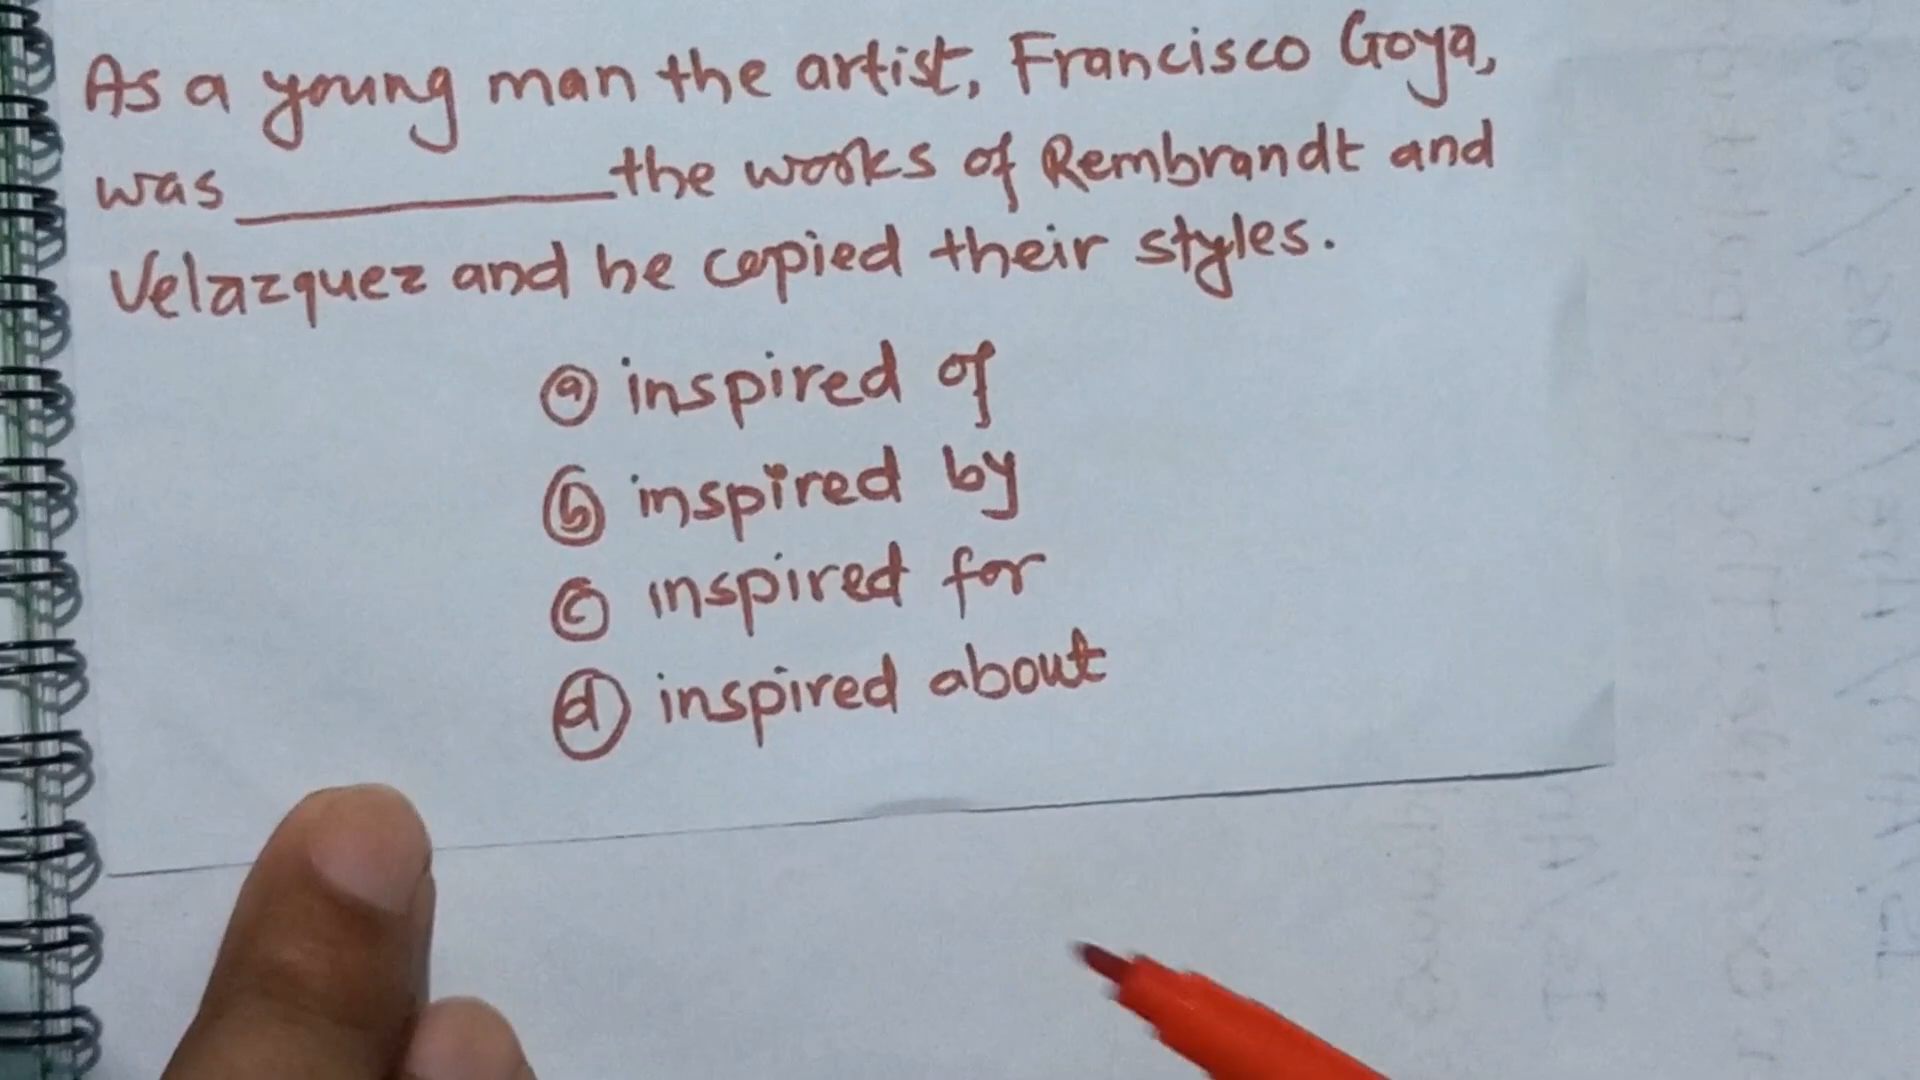 As a young man the artist, Francisco Goya,
was __________ the works of Rembrandt and
Velazquez and he copied their styles.
ⓐ inspired of
ⓑ inspired by
ⓒ inspired for
ⓓ inspired about